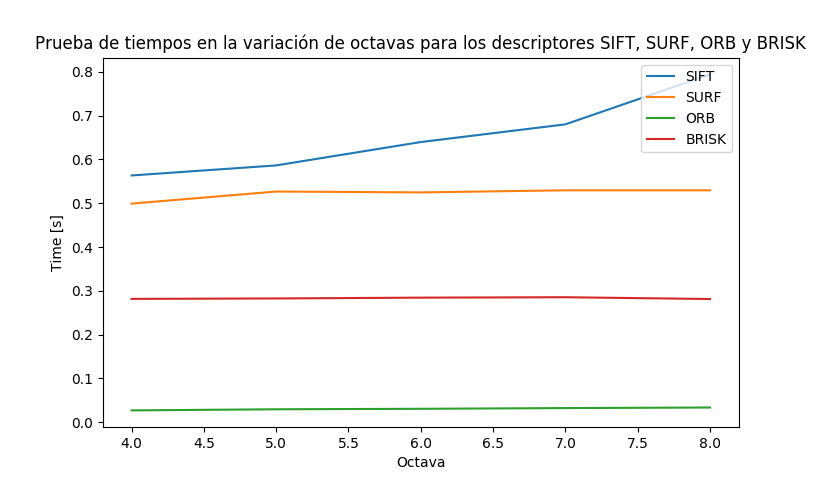 Prueba de tiempos en la variación de octavas para los descriptores SIFT, SURF, ORB y BRISK
SIFT
SURF
ORB
BRISK
Time [s]
0.8
0.7
0.6
0.5
0.4
0.3
0.2
0.1
0.0
4.0 4.5 5.0 5.5 6.0 6.5 7.0 7.5 8.0
Octava